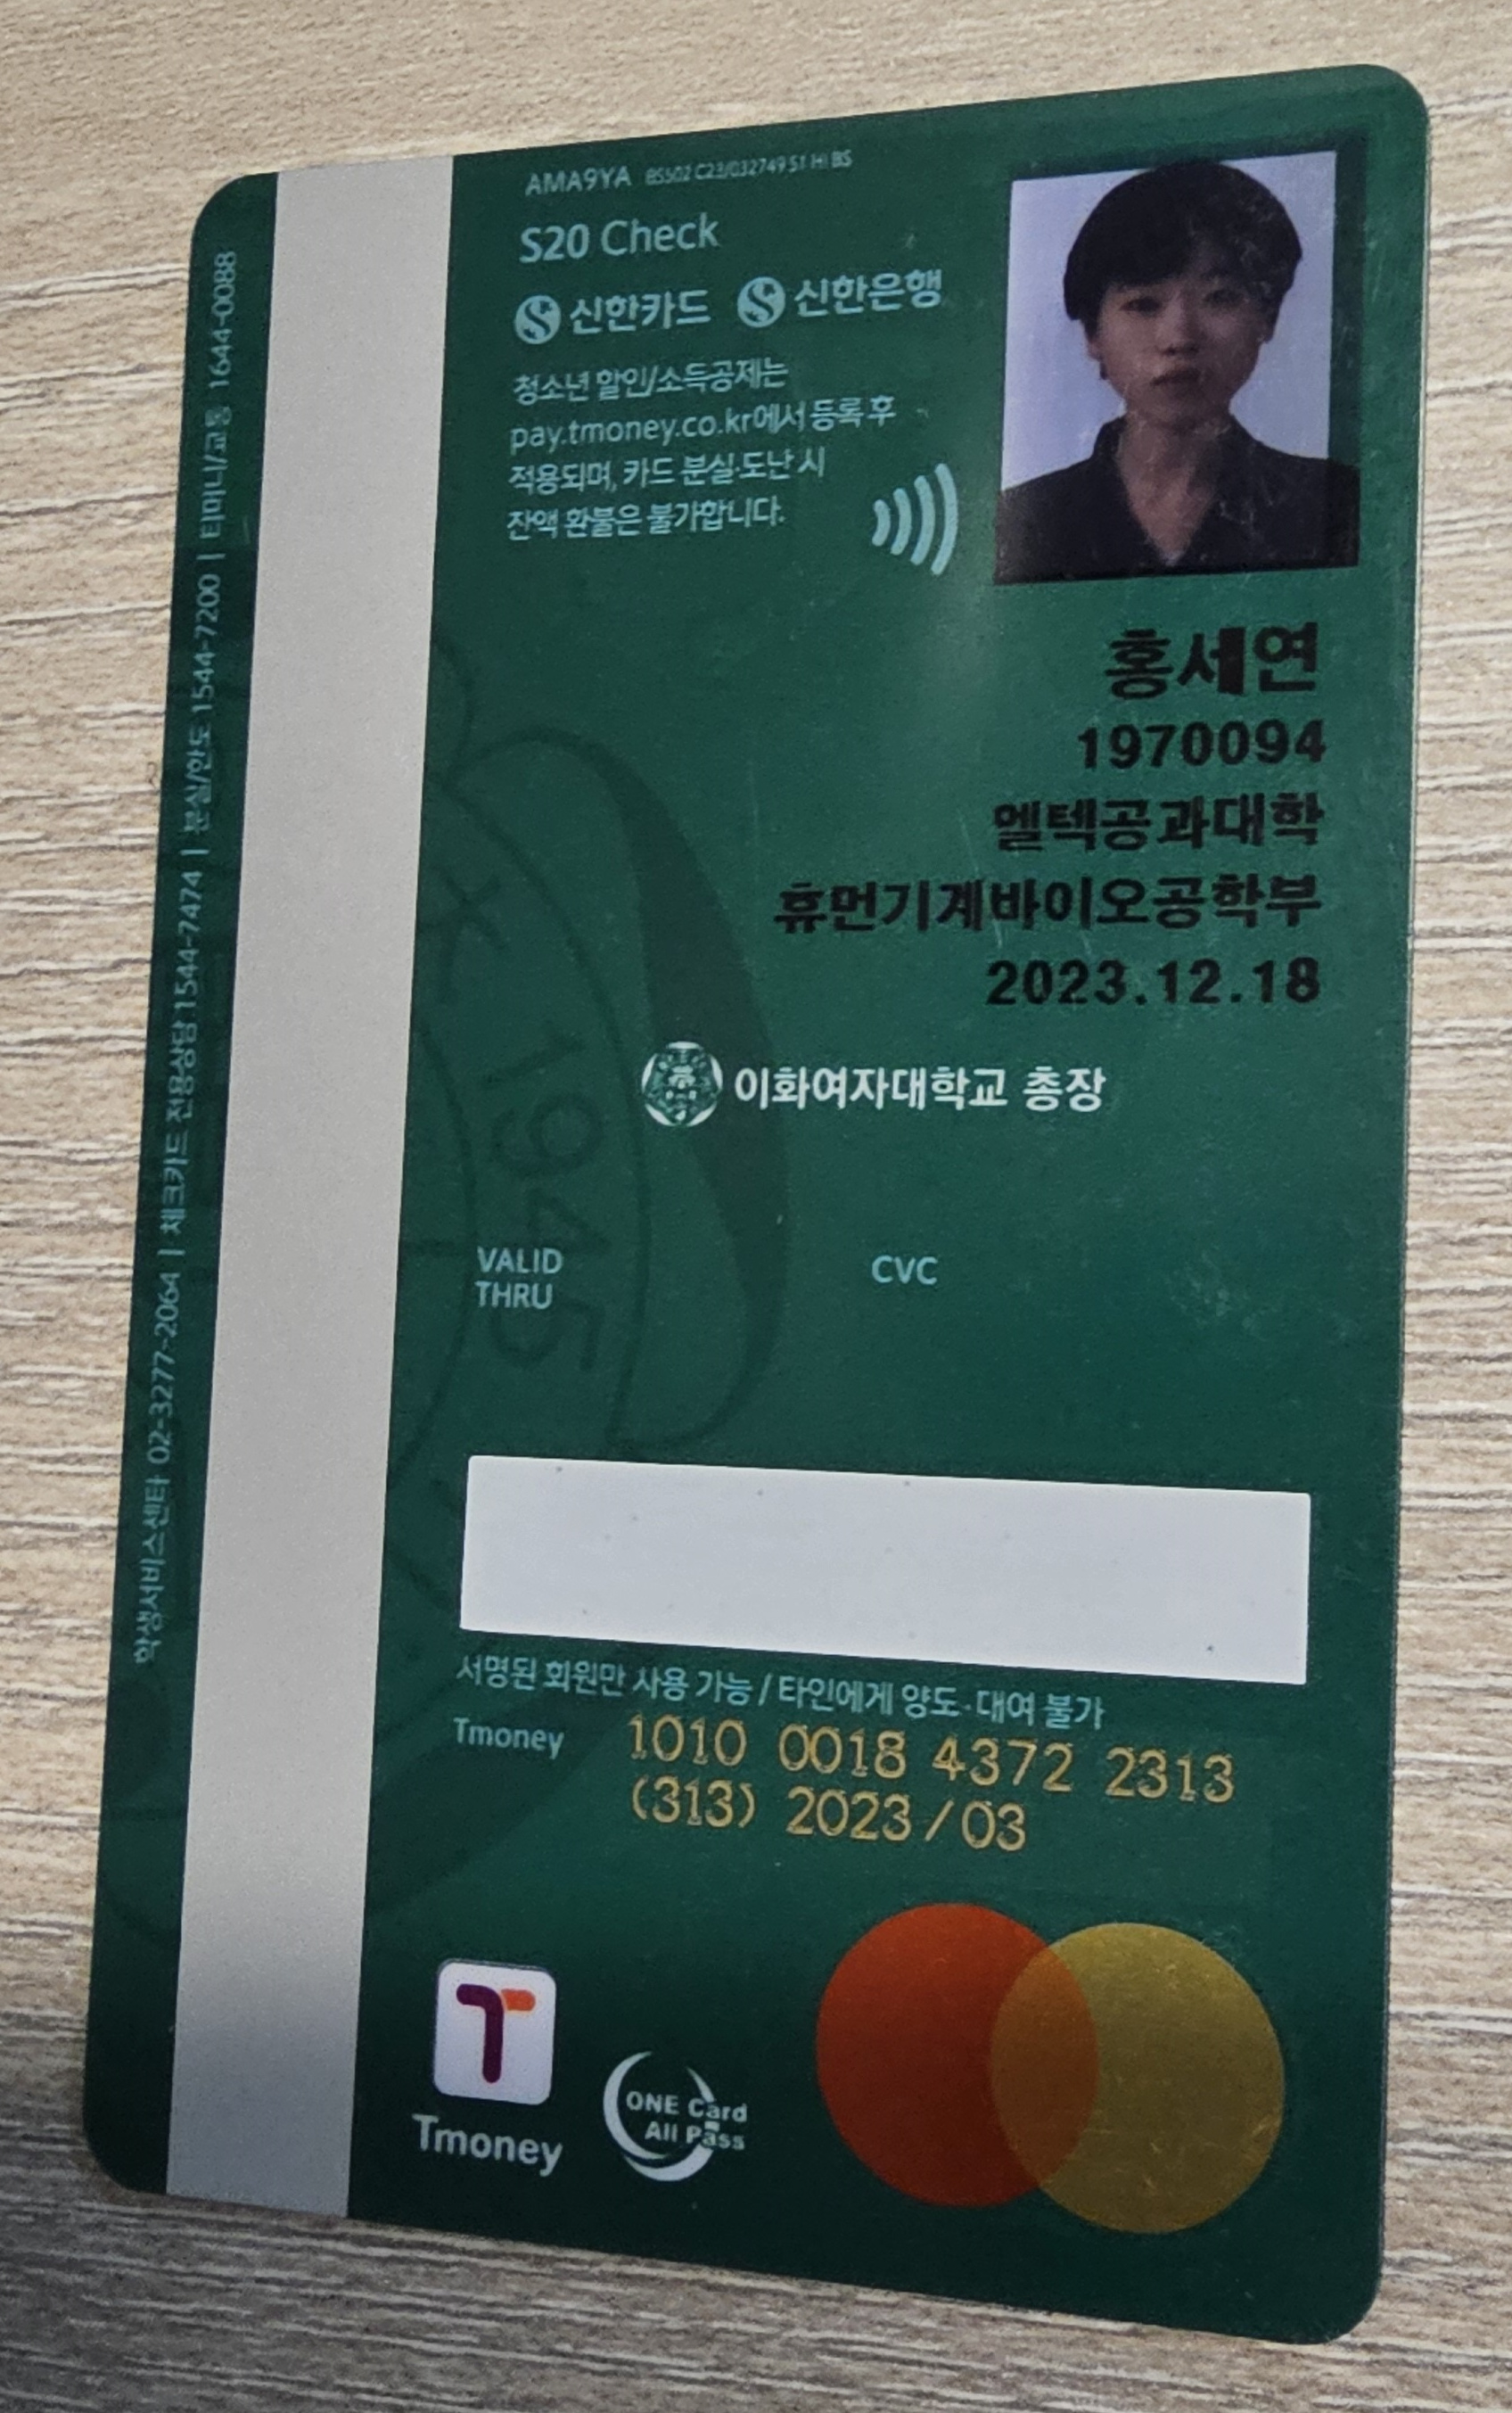 AMA9YA
S20 Check
신한카드 신한은행
청소년 할인/소득공제는
pay.tmoney.co.kr에서 등록 후
적용되며, 카드 분실·도난 시
잔액 환불은 불가합니다.
홍세연
1970094
엘텍공과대학
휴먼기계바이오공학부
2023.12.18
이화여자대학교 총장
1945
VALID
THRU
CVC
서명된 회원만 사용 가능 / 타인에게 양도·대여 불가
Tmoney 1010 0018 4372 2313
(313) 2023/03
Tmoney
ONE Card
All Pass
학생서비스센터 02-3277-2064 | 체크카드 전용상담 1544-7474 | 분실/한도 1544-7200 | 티머니/교통 1644-0088